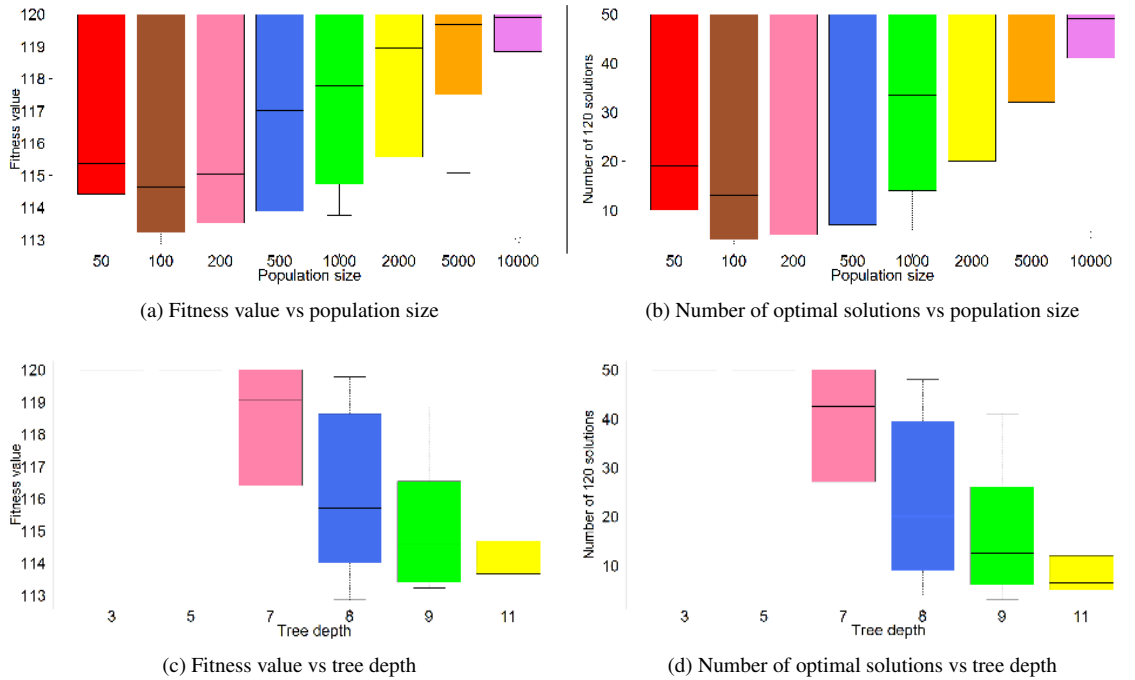 120
119
118
117
116
115
114
113
Fitness value
50 100 200 500 1000 2000 5000 10000
Population size
(a) Fitness value vs population size
50
40
30
20
10
Number of 120 solutions
50 100 200 500 1000 2000 5000 10000
Population size
(b) Number of optimal solutions vs population size
120
119
118
117
116
115
114
113
Fitness value
3 5 7 8 9 11
Tree depth
(c) Fitness value vs tree depth
50
40
30
20
10
Number of 120 solutions
3 5 7 8 9 11
Tree depth
(d) Number of optimal solutions vs tree depth